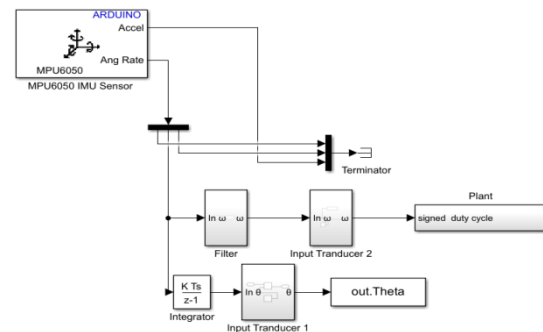 ARDUINO
Accel
Ang Rate
MPU6050
MPU6050 IMU Sensor
Terminator
Plant
In ω ω
In ω ω
signed duty cycle
Filter
Input Tranducer 2
K Ts
z-1
In θ θ
out.Theta
Integrator
Input Tranducer 1